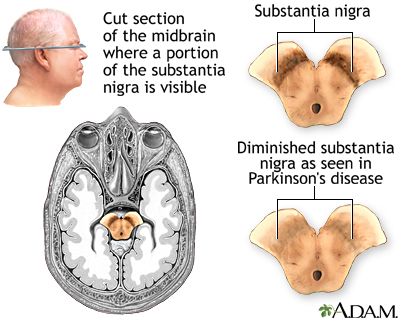 Cut section
of the midbrain
where a portion
of the substantia
nigra is visible
Substantia nigra
Diminished substantia
nigra as seen in
Parkinson's disease
A.D.A.M.